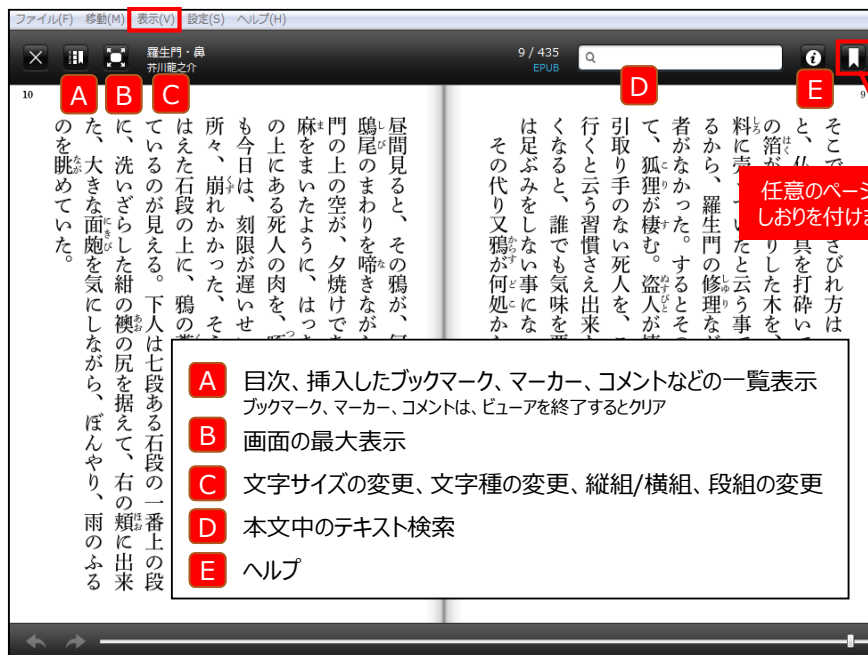 ファイル(F) 移動(M) 表示(V) 設定(S) ヘルプ(H)
羅生門・鼻
芥川龍之介
9 / 435
EPUB
A
B
C
D
E
任意のページ
しおりを付けま
9
そこで さびれ方は
と、仏 具を打砕いて
の箔が りした木を、
料に売 いたと云う事で
るから、羅生門の修理な
者がなかった。するとその
て、狐狸が棲む。盗人が棲
引取り手のない死人を、
行くと云う習慣さえ出来
くなると、誰でも気味を悪
は足ぶみをしない事にな
その代り又鴉が何処か
10
昼間見ると、その鴉が、何
鴟尾のまわりを啼きなが
門の上の空が、夕焼けであ
麻をまいたように、はっき
の上にある死人の肉を、啄
も今日は、刻限が遅いせい
所々、崩れかかった、そう
はえた石段の上に、鴉の糞
ているのが見える。下人は七段ある石段の一番上の段
に、洗いざらした紺の襖の尻を据えて、右の頬に出来
た、大きな面皰を気にしながら、ぼんやり、雨のふる
のを眺めていた。
A 目次、挿入したブックマーク、マーカー、コメントなどの一覧表示
ブックマーク、マーカー、コメントは、ビューアを終了するとクリア
B 画面の最大表示
C 文字サイズの変更、文字種の変更、縦組/横組、段組の変更
D 本文中のテキスト検索
E ヘルプ